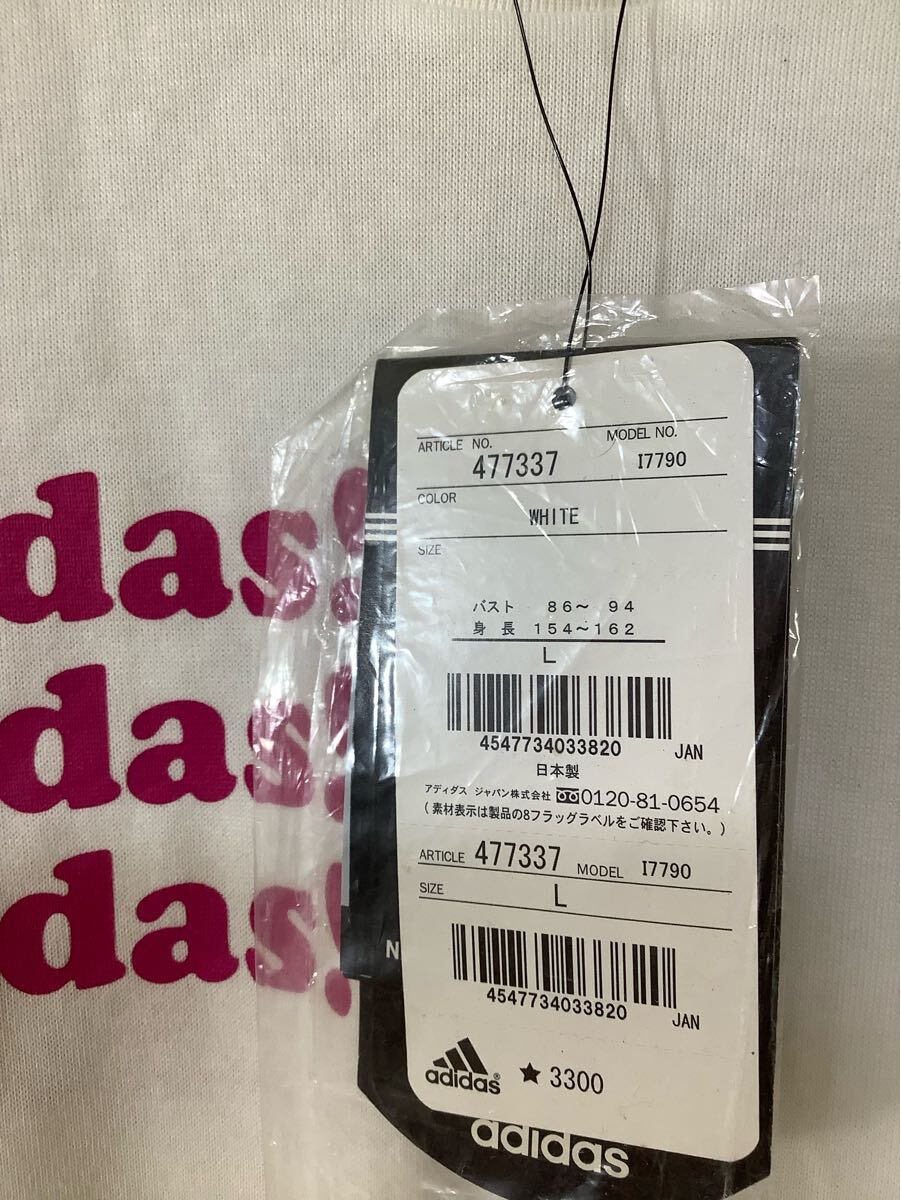 das!
das!
das!
ARTICLE NO. MODEL NO.
477337 I7790
COLOR
WHITE
SIZE
バスト 86〜 94
身長 154〜162
L
4547734033820 JAN
日本製
アディダス ジャパン株式会社 0120-81-0654
(素材表示は製品の8フラッグラベルをご確認下さい。)
ARTICLE 477337 MODEL I7790
SIZE L
4547734033820 JAN
N
adidas® ★ 3300
adidas